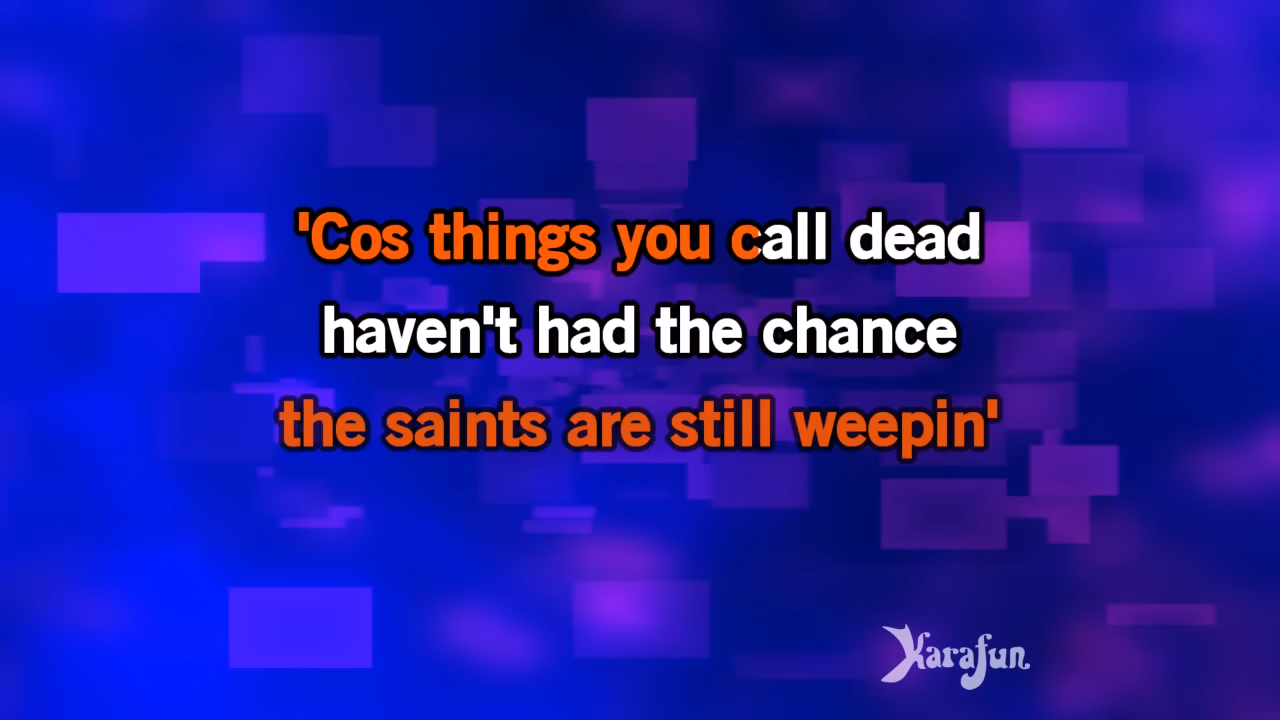 'Cos things you call dead
haven't had the chance
the saints are still weepin'
Karafun